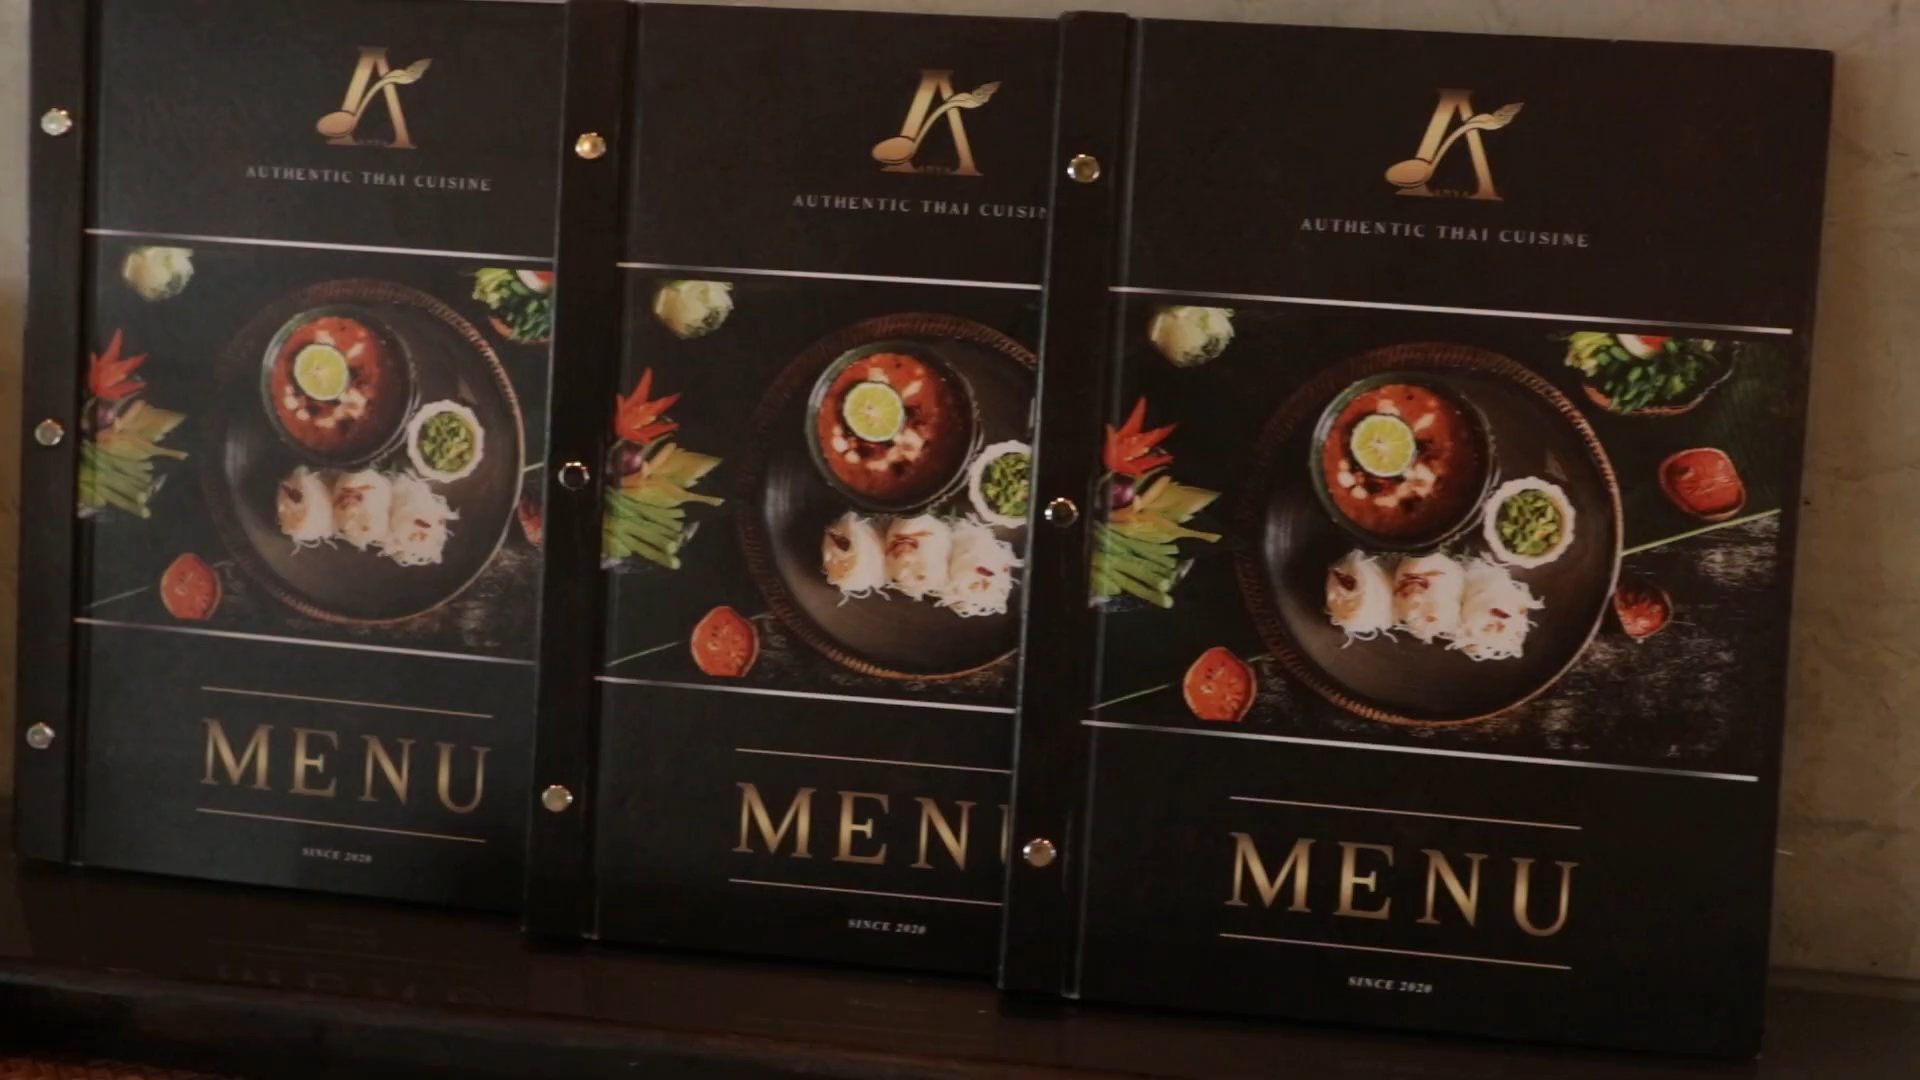 A
AUTHENTIC THAI CUISINE
MENU
SINCE 2020
A
AUTHENTIC THAI CUISIN
MENU
SINCE 2020
A
AUTHENTIC THAI CUISINE
MENU
SINCE 2020